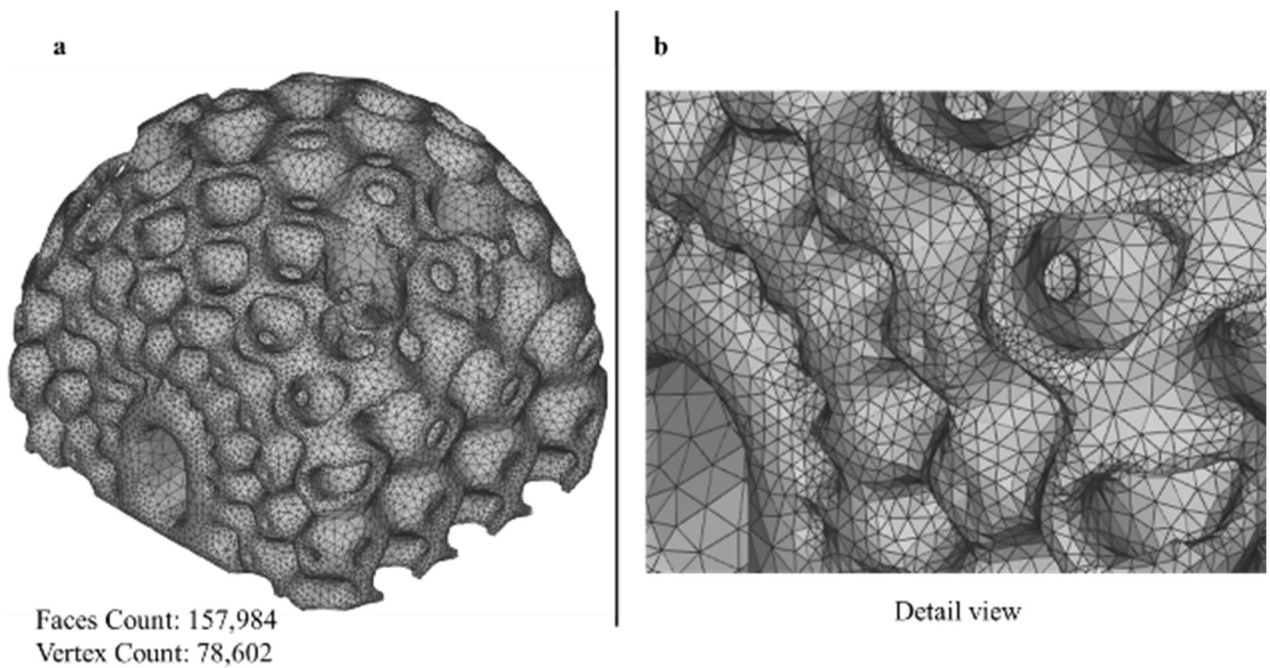 a
b
Faces Count: 157,984
Vertex Count: 78,602
Detail view